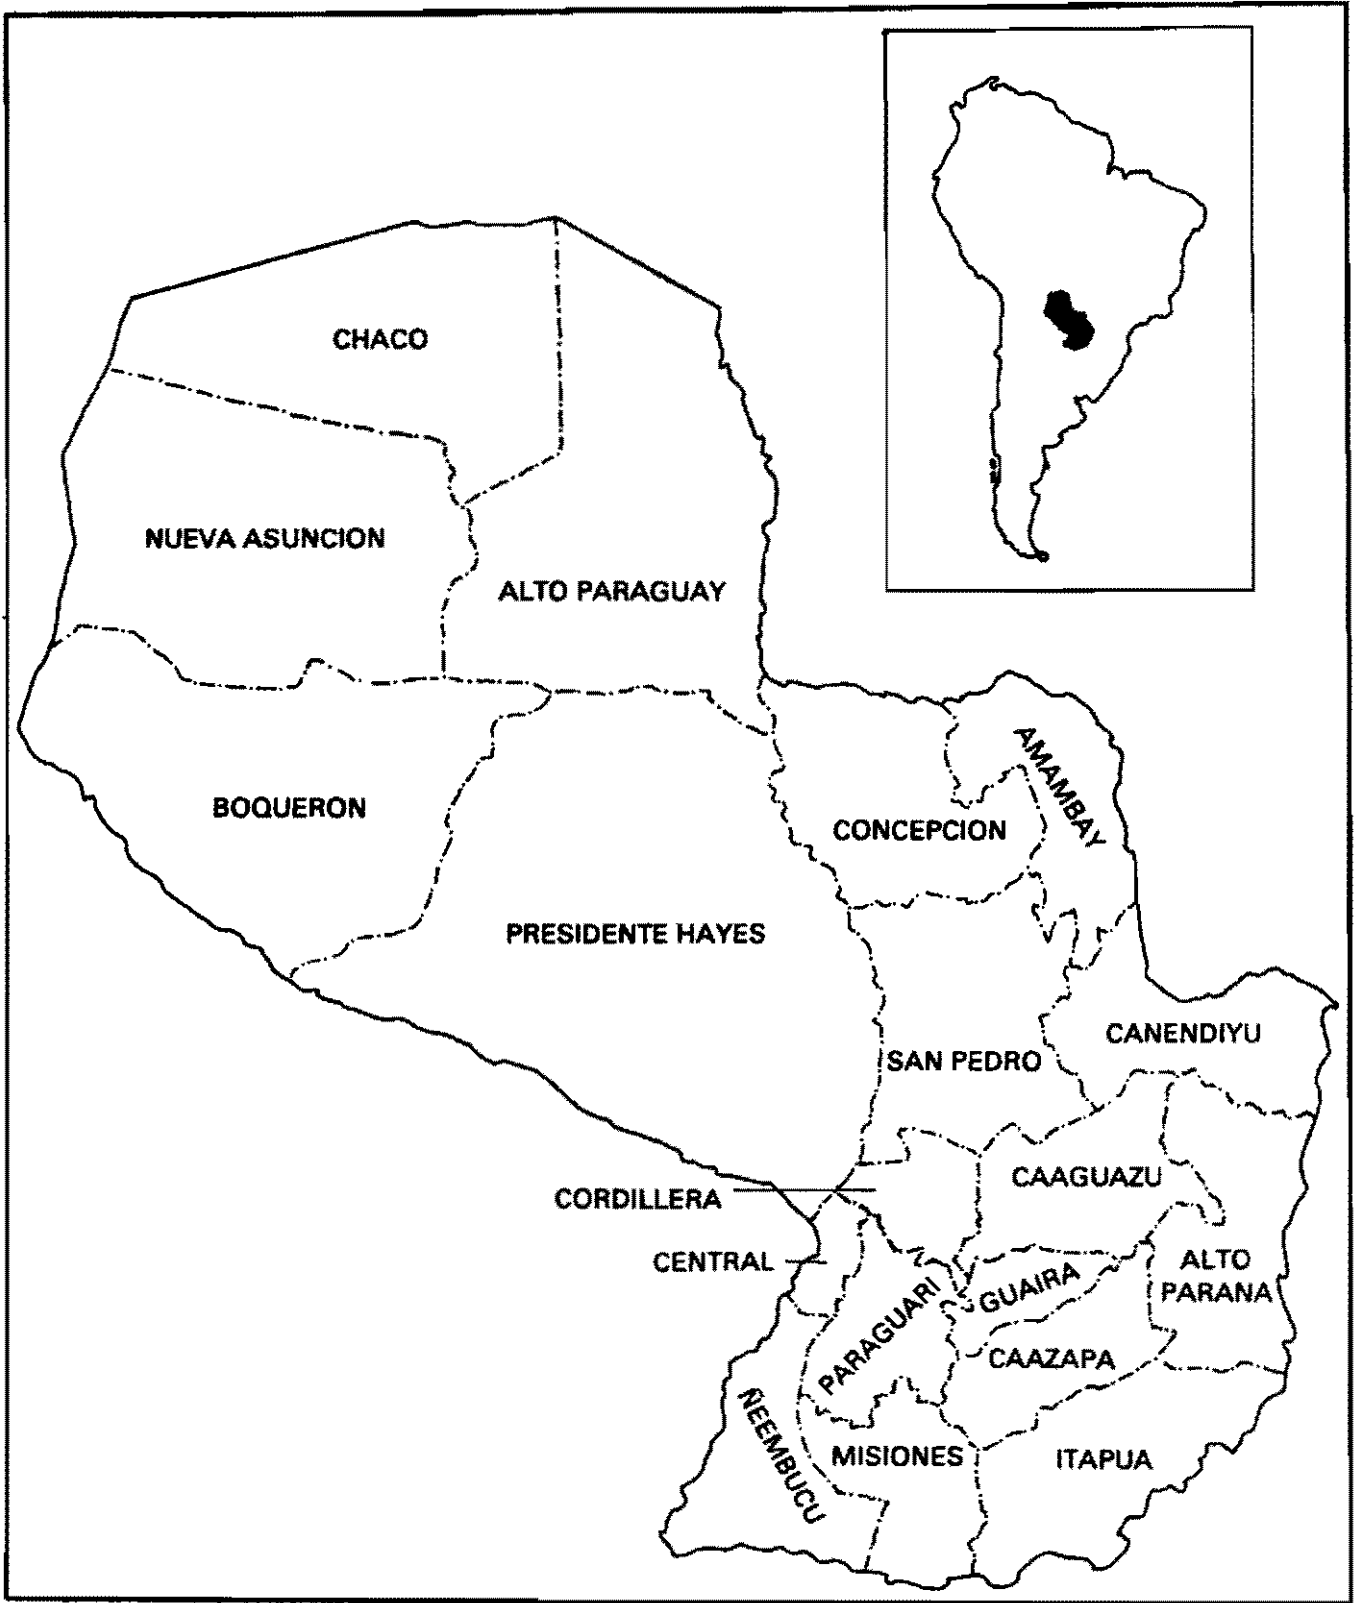 CHACO
NUEVA ASUNCION
ALTO PARAGUAY
BOQUERON
AMAMBAY
CONCEPCION
PRESIDENTE HAYES
CANENDIYU
SAN PEDRO
CAAGUAZU
CORDILLERA
CENTRAL
ALTO
PARANA
GUAIRA
PARAGUARI
CAAZAPA
ÑEEMBUCU
MISIONES
ITAPUA